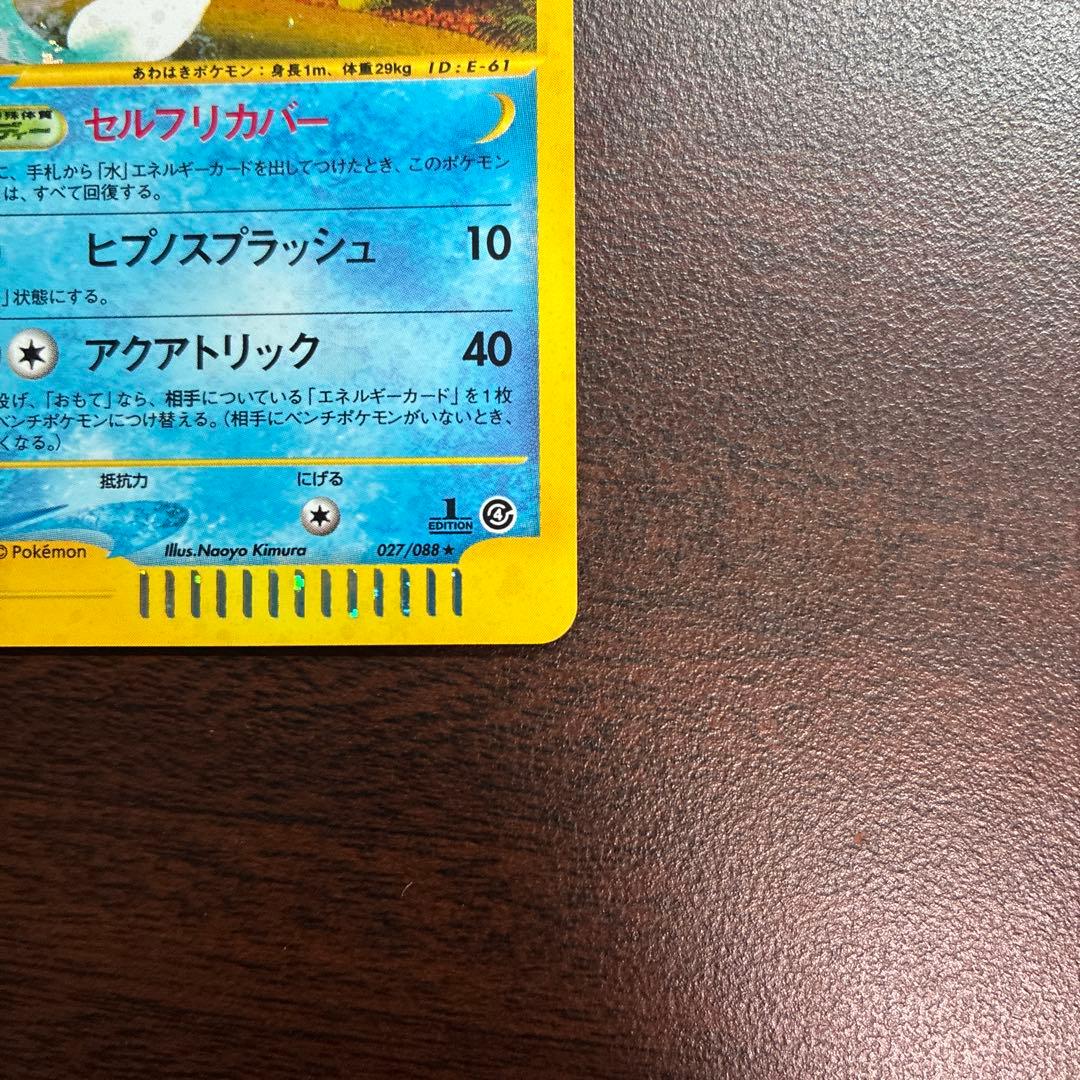 あわはきポケモン：身長1m、体重29kg ID:E-61
殊体質
セルフリカバー
に、手札から「水」エネルギーカードを出してつけたとき、このポケモン
は、すべて回復する。
ヒプノスプラッシュ 10
」状態にする。
アクアトリック 40
投げ、「おもて」なら、相手についている「エネルギーカード」を1枚
ベンチポケモンにつけ替える。（相手にベンチポケモンがいないとき、
くなる。）
抵抗力 にげる
1 EDITION 4
© Pokémon Illus.Naoyo Kimura 027/088★